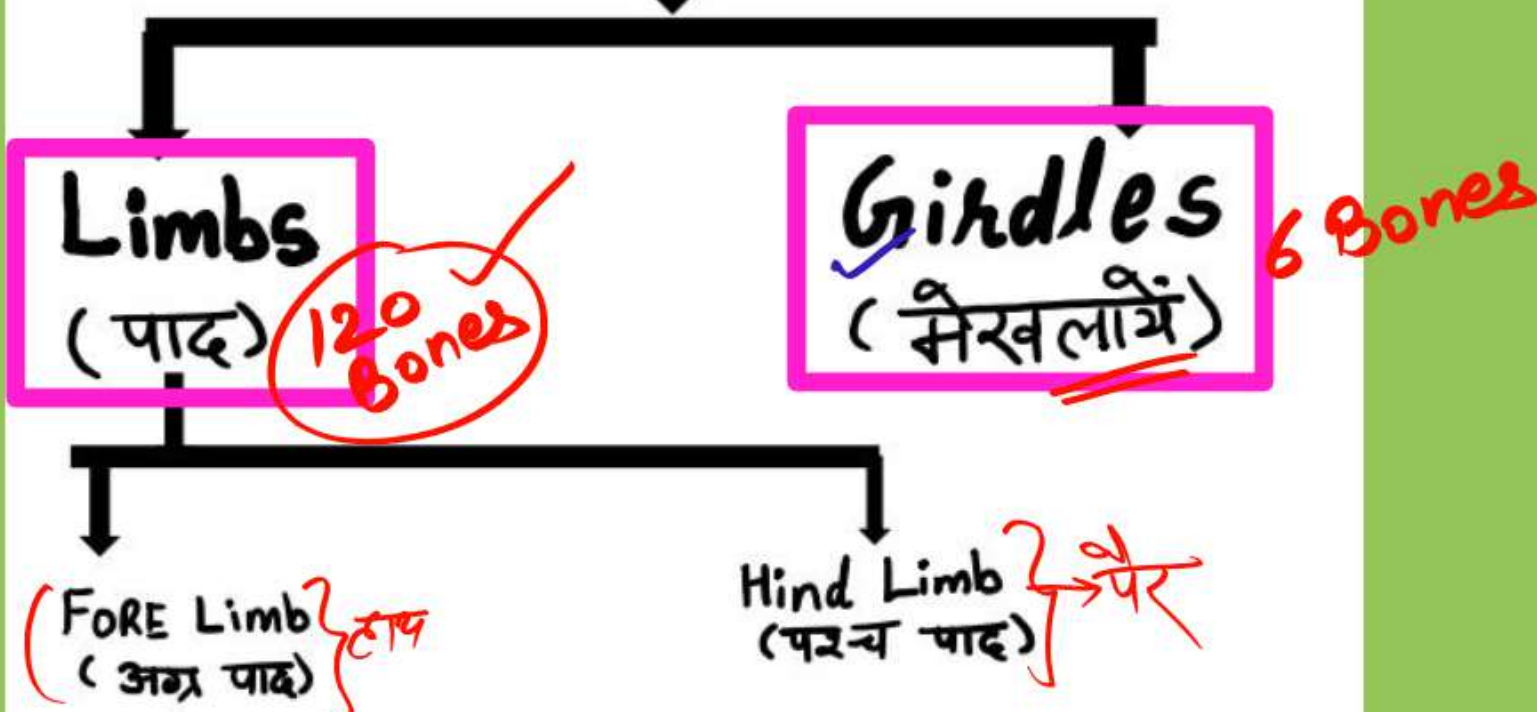 Limbs
(पाद)
120
Bones
Girdles
(मेखलायें)
6 Bones
FORE Limb
(अग्र पाद)
हाथ
Hind Limb
(पश्च पाद)
पैर